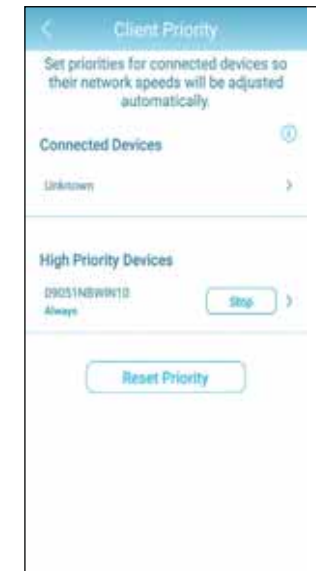 Client Priority
Set priorities for connected devices so
their network speeds will be adjusted
automatically.
Connected Devices
Unknown
High Priority Devices
D9051NBWIN10
Always
Stop
Reset Priority